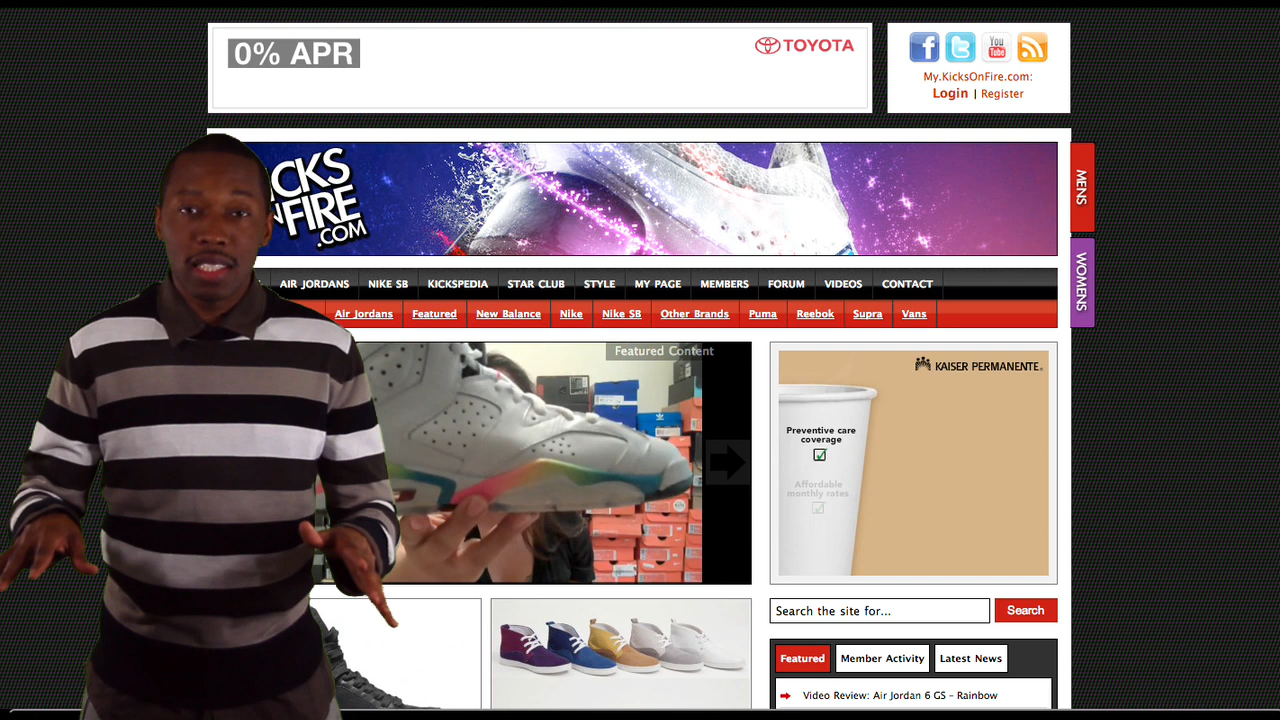 0% APR
TOYOTA
You
Tube
My.KicksOnFire.com:
Login | Register
FIRE
.COM
MENS
WOMENS
AIR JORDANS NIKE SB KICKSPEDIA STAR CLUB STYLE MY PAGE MEMBERS FORUM VIDEOS CONTACT
Air Jordans Featured New Balance Nike Nike SB Other Brands Puma Reebok Supra Vans
Featured Content
KAISER PERMANENTE®
Preventive care
coverage
Affordable
monthly rates
Search the site for... Search
Featured Member Activity Latest News
Video Review: Air Jordan 6 GS – Rainbow